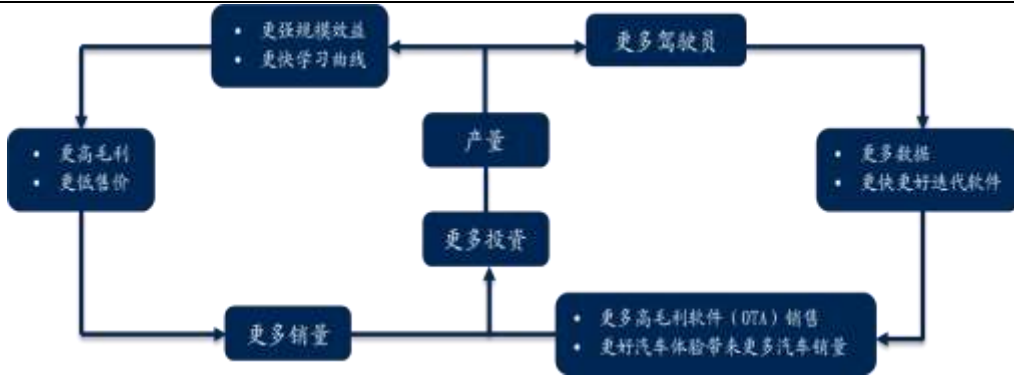 更强规模效益
更快学习曲线
更多驾驶员
产量
更高毛利
更低售价
更多数据
更快更好迭代软件
更多投资
更多销量
更多高毛利软件（OTA）销售
更好汽车体验带来更多汽车销量